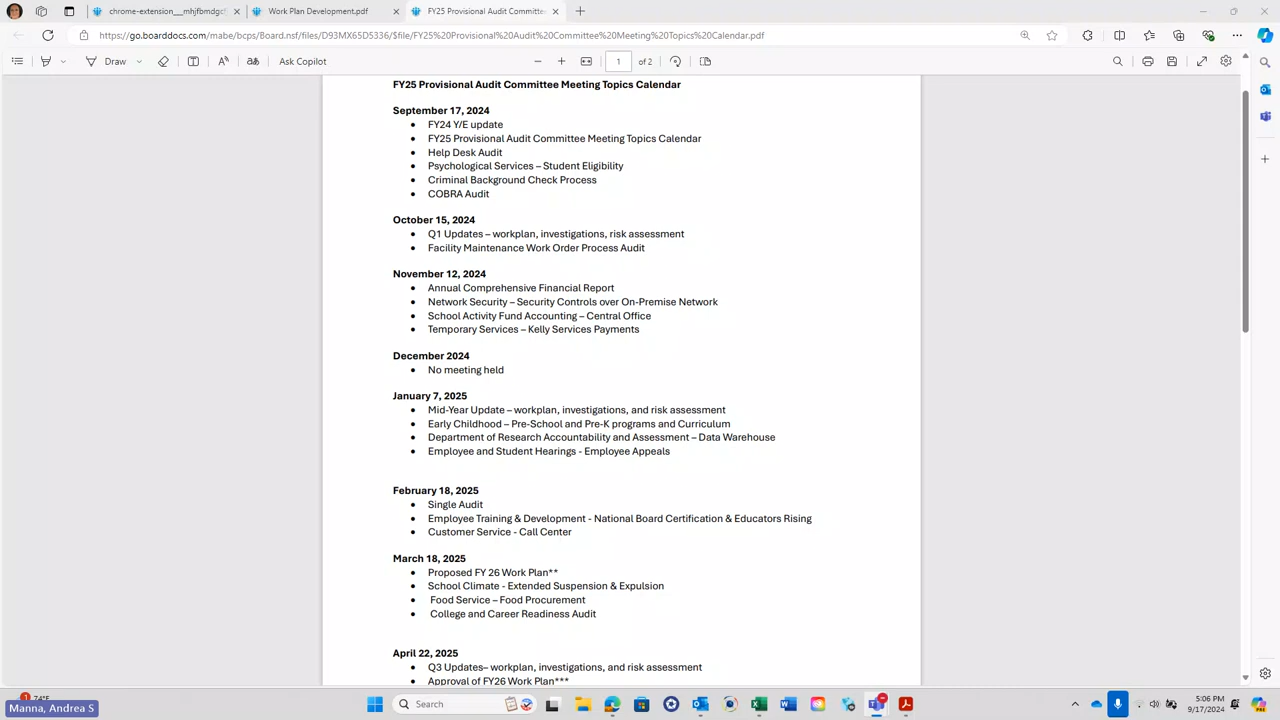 chrome-extension___mhjfbmdgcf
Work Plan Development.pdf
FY25 Provisional Audit Committee
https://go.boarddocs.com/mabe/bcps/Board.nsf/files/D93MX65D5336/$file/FY25%20Provisional%20Audit%20Committee%20Meeting%20Topics%20Calendar.pdf
Draw
Ask Copilot
1 of 2
FY25 Provisional Audit Committee Meeting Topics Calendar
September 17, 2024
• FY24 Y/E update
• FY25 Provisional Audit Committee Meeting Topics Calendar
• Help Desk Audit
• Psychological Services – Student Eligibility
• Criminal Background Check Process
• COBRA Audit
October 15, 2024
• Q1 Updates – workplan, investigations, risk assessment
• Facility Maintenance Work Order Process Audit
November 12, 2024
• Annual Comprehensive Financial Report
• Network Security – Security Controls over On-Premise Network
• School Activity Fund Accounting – Central Office
• Temporary Services – Kelly Services Payments
December 2024
• No meeting held
January 7, 2025
• Mid-Year Update – workplan, investigations, and risk assessment
• Early Childhood – Pre-School and Pre-K programs and Curriculum
• Department of Research Accountability and Assessment – Data Warehouse
• Employee and Student Hearings - Employee Appeals
February 18, 2025
• Single Audit
• Employee Training & Development - National Board Certification & Educators Rising
• Customer Service - Call Center
March 18, 2025
• Proposed FY 26 Work Plan**
• School Climate - Extended Suspension & Expulsion
• Food Service – Food Procurement
• College and Career Readiness Audit
April 22, 2025
• Q3 Updates– workplan, investigations, and risk assessment
• Approval of FY26 Work Plan***
1 74°F
Manna, Andrea S
Search
5:06 PM
9/17/2024